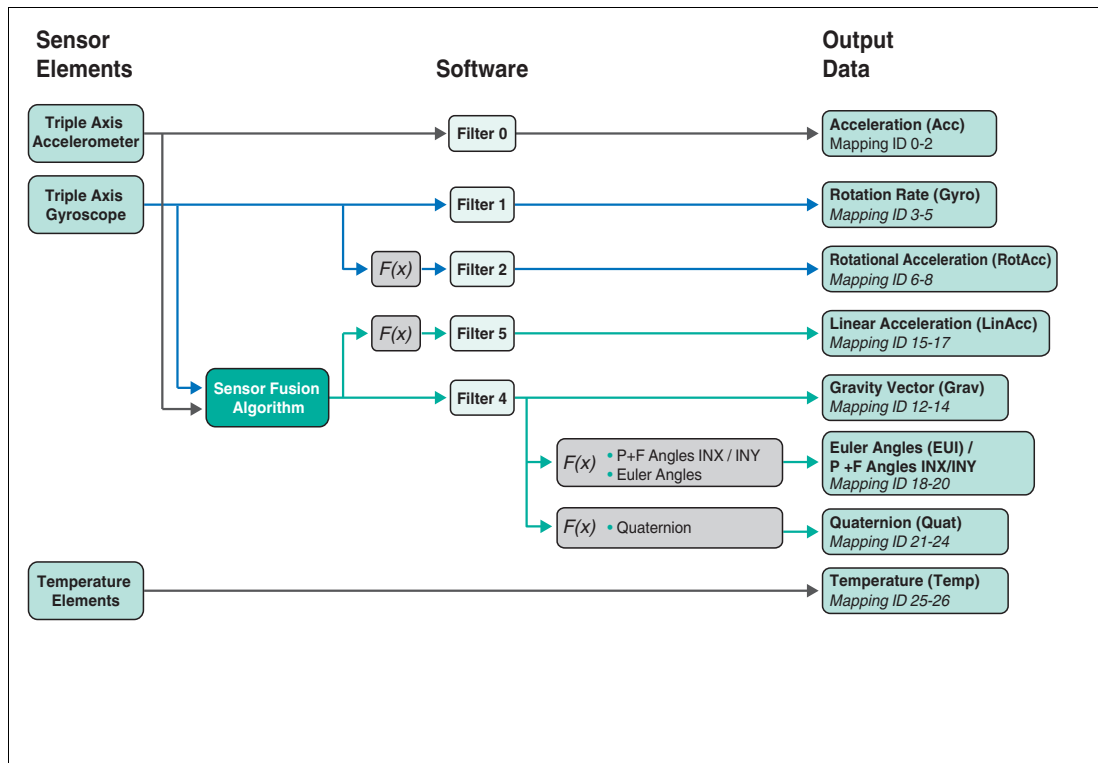 Sensor
Elements
Software
Output
Data
Triple Axis
Accelerometer
Filter 0
Acceleration (Acc)
Mapping ID 0-2
Triple Axis
Gyroscope
Filter 1
Rotation Rate (Gyro)
Mapping ID 3-5
F(x)
Filter 2
Rotational Acceleration (RotAcc)
Mapping ID 6-8
F(x)
Filter 5
Linear Acceleration (LinAcc)
Mapping ID 15-17
Sensor Fusion
Algorithm
Filter 4
Gravity Vector (Grav)
Mapping ID 12-14
F(x)
• P+F Angles INX / INY
• Euler Angles
Euler Angles (EUI) /
P +F Angles INX/INY
Mapping ID 18-20
F(x)
• Quaternion
Quaternion (Quat)
Mapping ID 21-24
Temperature
Elements
Temperature (Temp)
Mapping ID 25-26